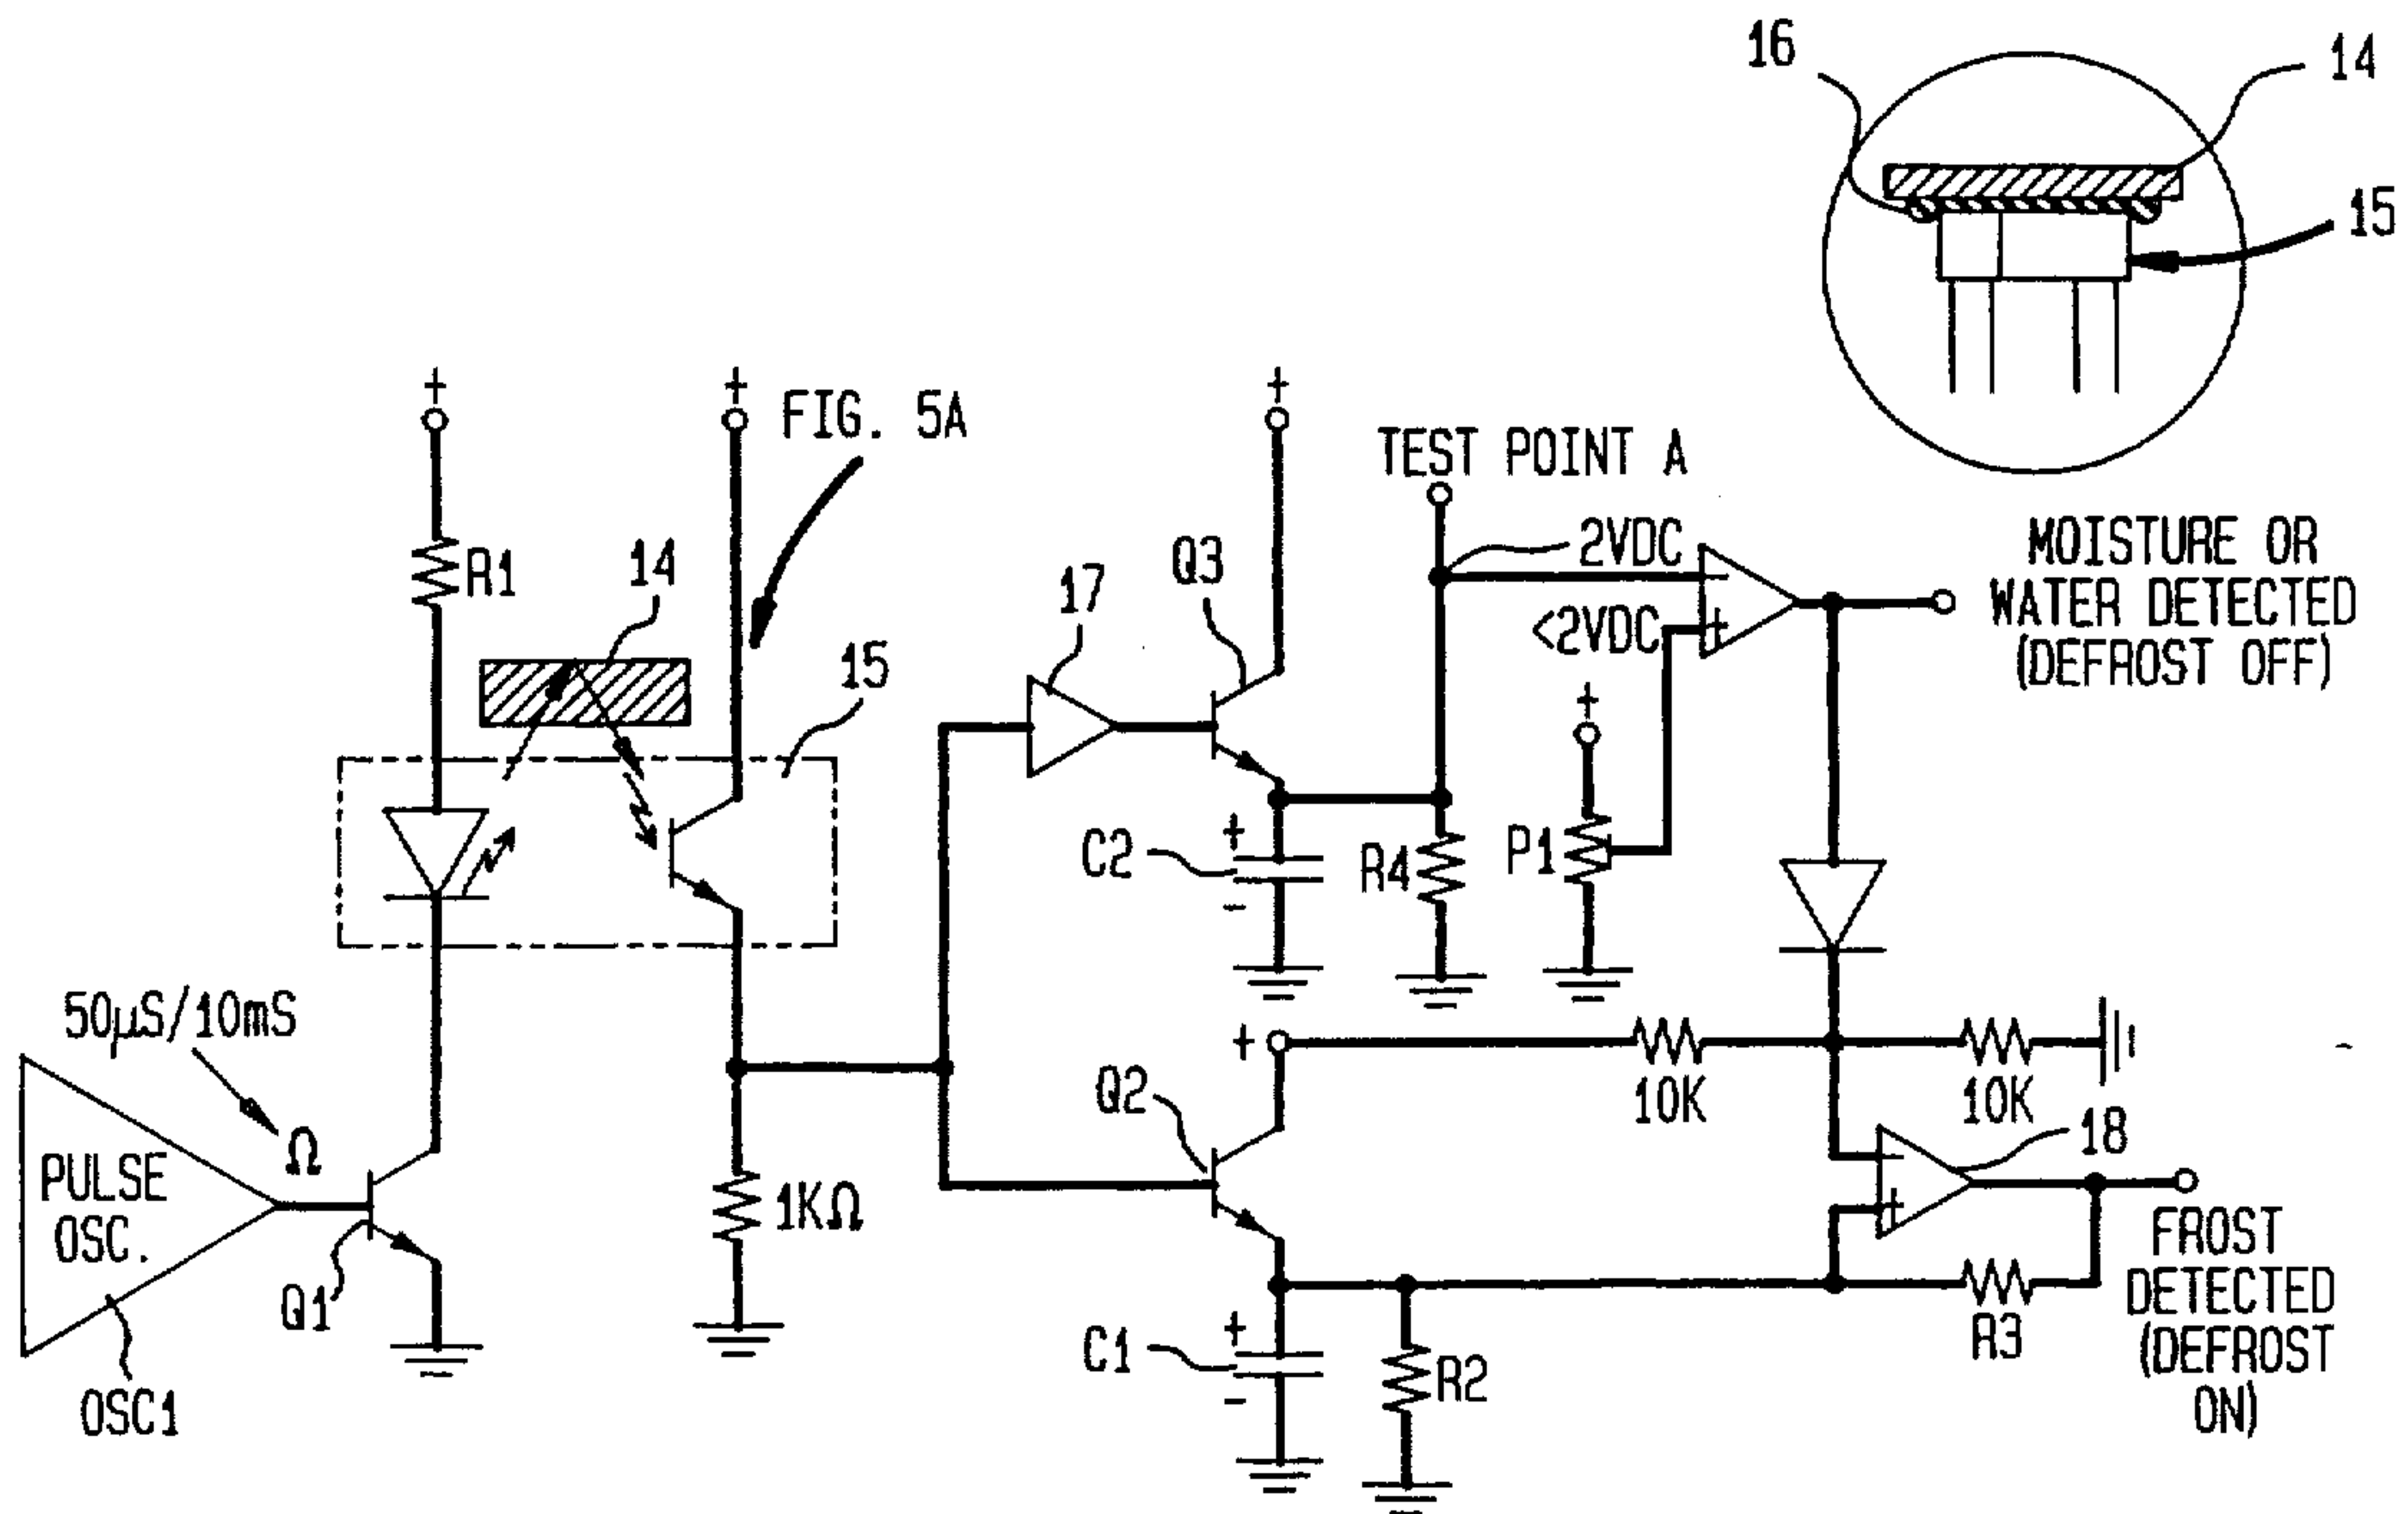 16
14
15
+
+
FIG. 5A
+
TEST POINT A
R1
14
15
17
Q3
2VDC
<2VDC
-
+
MOISTURE OR
WATER DETECTED
(DEFROST OFF)
+
P1
C2
+
-
R4
50µS/10mS
Ω
PULSE
OSC.
OSC1
Q1
1KΩ
+
Q2
10K
10K
18
-
+
C1
+
-
R2
R3
FROST
DETECTED
(DEFROST
ON)